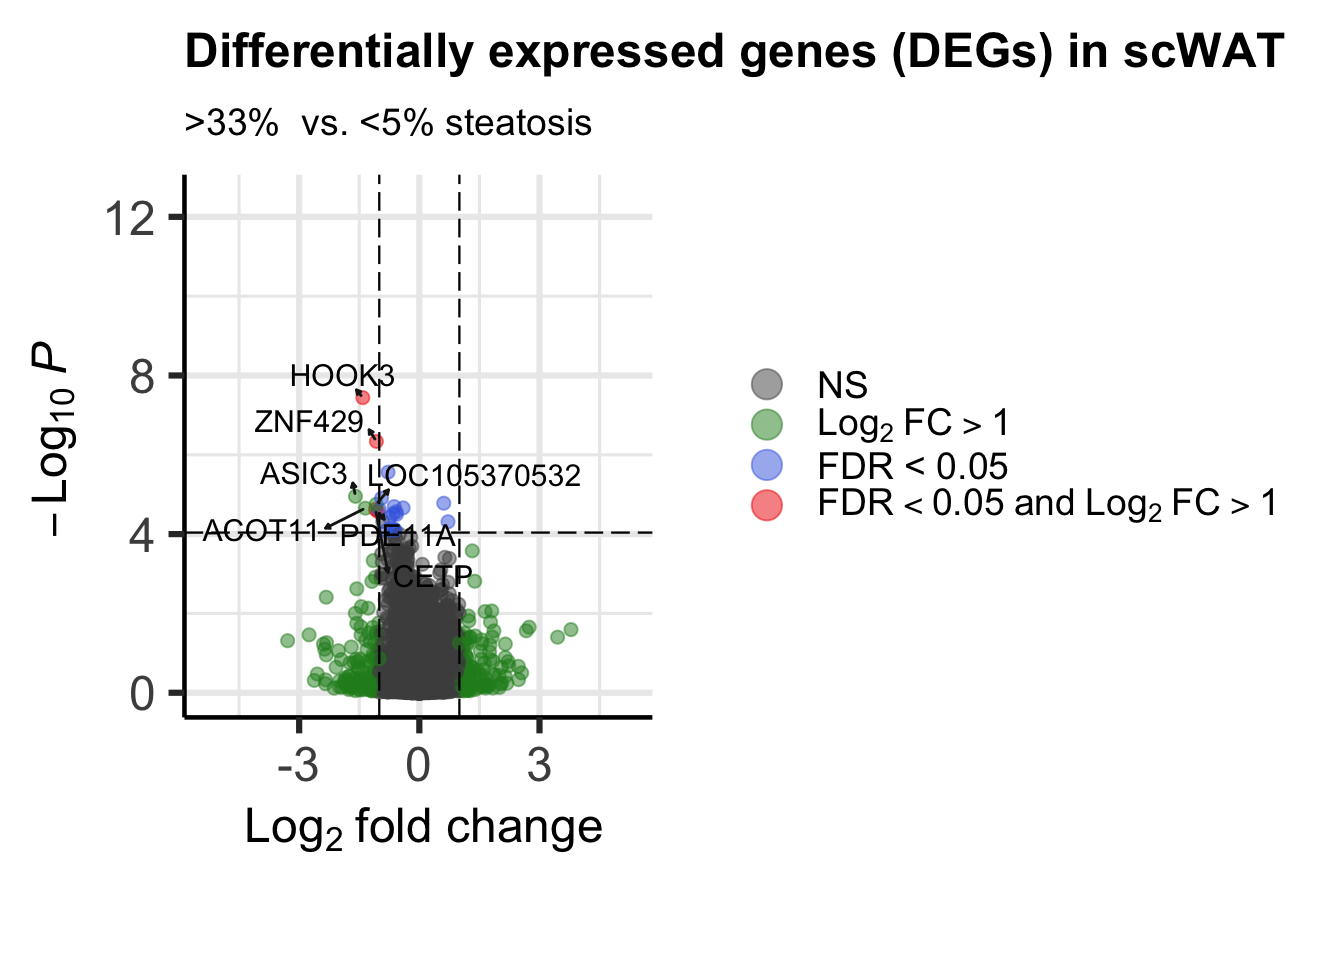 Differentially expressed genes (DEGs) in scWAT
>33%  vs. <5% steatosis
12
8
4
0
−Log10 P
HOOK3
ZNF429
ASIC3
LOC105370532
ACOT11
PDE11A
CETP
-3
0
3
Log2 fold change
NS
Log2 FC > 1
FDR < 0.05
FDR < 0.05 and Log2 FC > 1